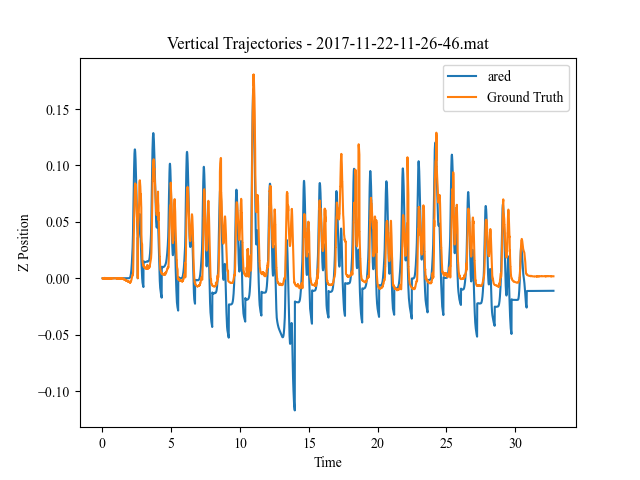 Vertical Trajectories - 2017-11-22-11-26-46.mat
ared
Ground Truth
0.15
0.10
0.05
0.00
−0.05
−0.10
Z Position
0 5 10 15 20 25 30
Time